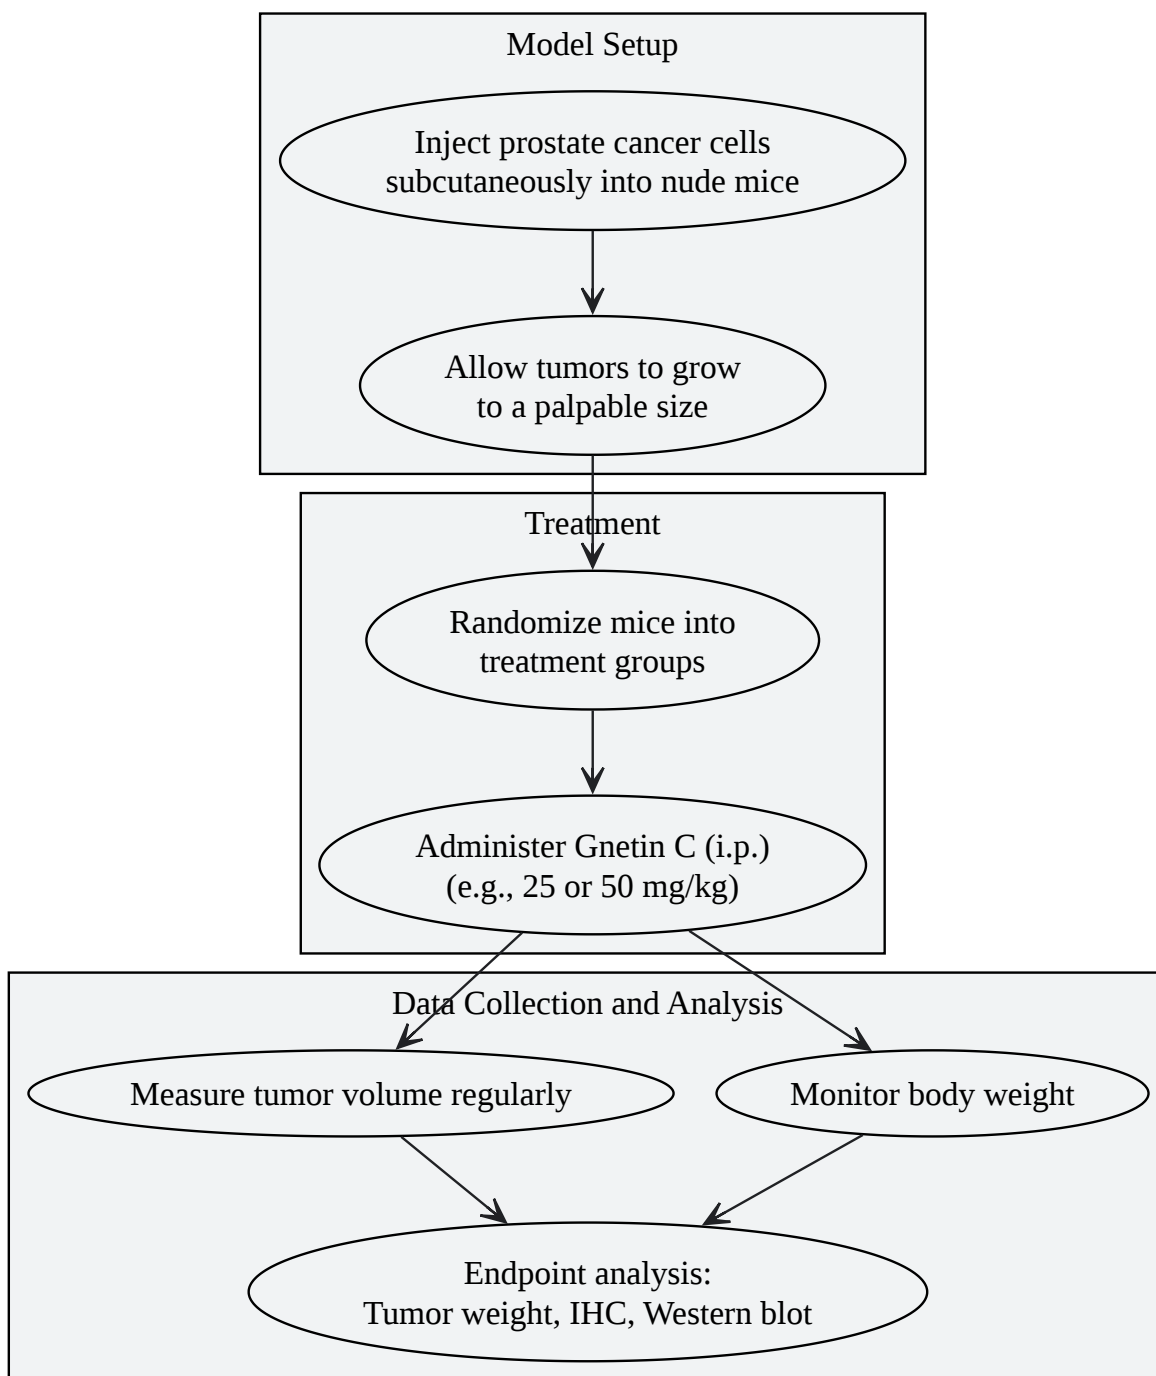 Model Setup
Inject prostate cancer cells
subcutaneously into nude mice
Allow tumors to grow
to a palpable size
Treatment
Randomize mice into
treatment groups
Administer Gnetin C (i.p.)
(e.g., 25 or 50 mg/kg)
Data Collection and Analysis
Measure tumor volume regularly
Monitor body weight
Endpoint analysis:
Tumor weight, IHC, Western blot